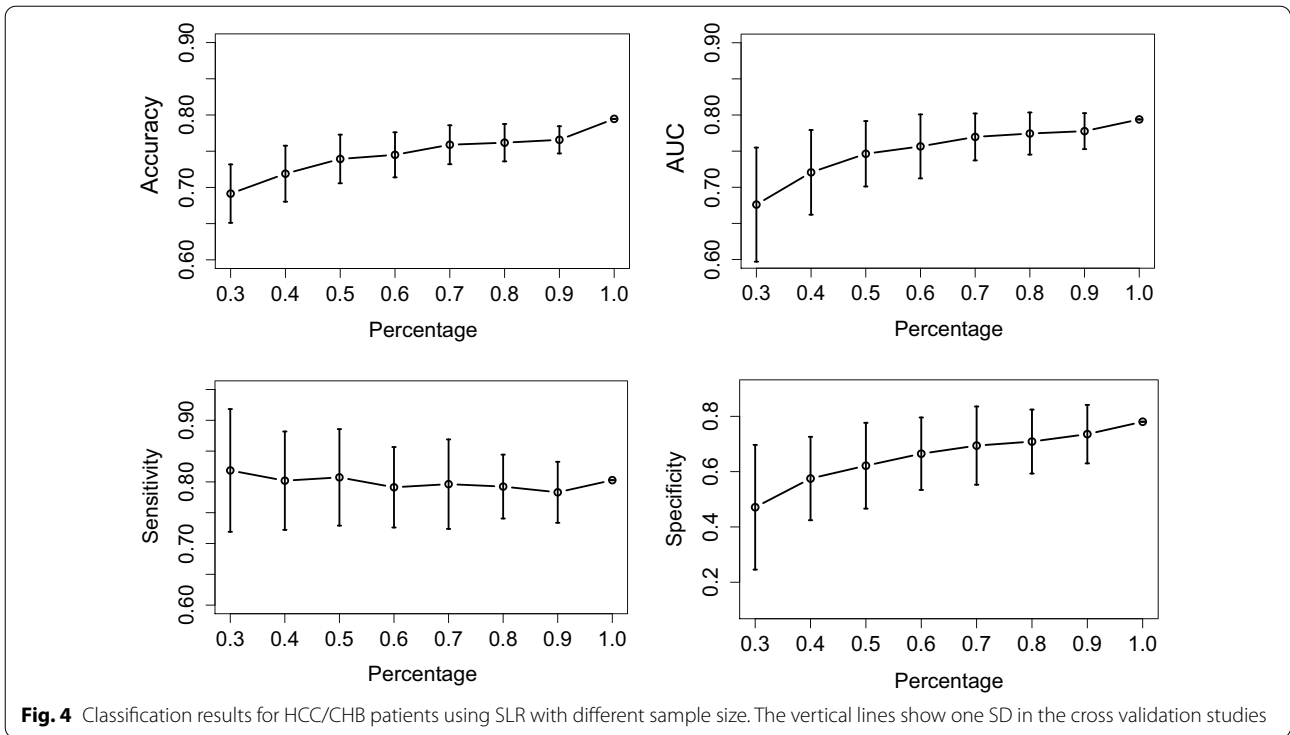 0.90
0.80
0.70
0.60
Accuracy
0.3 0.4 0.5 0.6 0.7 0.8 0.9 1.0
Percentage
0.90
0.80
0.70
0.60
AUC
0.3 0.4 0.5 0.6 0.7 0.8 0.9 1.0
Percentage
0.90
0.80
0.70
0.60
Sensitivity
0.3 0.4 0.5 0.6 0.7 0.8 0.9 1.0
Percentage
0.8
0.6
0.4
0.2
Specificity
0.3 0.4 0.5 0.6 0.7 0.8 0.9 1.0
Percentage
Fig. 4 Classification results for HCC/CHB patients using SLR with different sample size. The vertical lines show one SD in the cross validation studies